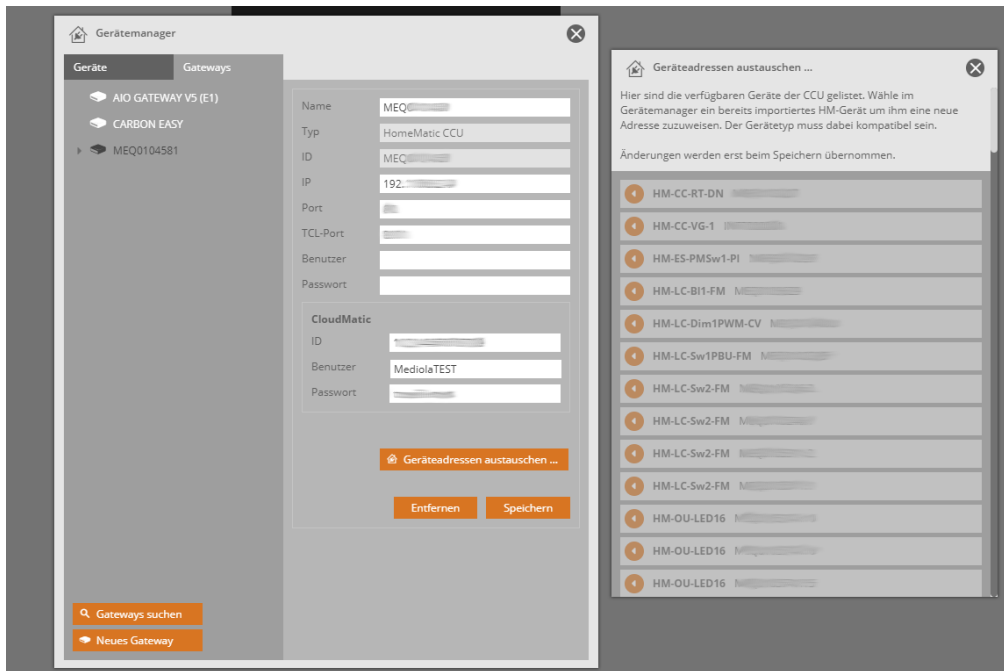 Gerätemanager
Geräte
Gateways
AIO GATEWAY V5 (E1)
CARBON EASY
MEQ0104581
Name
MEQ
Typ
HomeMatic CCU
ID
MEQ
IP
192.
Port
TCL-Port
Benutzer
Passwort
CloudMatic
ID
Benutzer
MediolaTEST
Passwort
Geräteadressen austauschen ...
Entfernen
Speichern
Gateways suchen
Neues Gateway
Geräteadressen austauschen ...
Hier sind die verfügbaren Geräte der CCU gelistet. Wähle im
Gerätemanager ein bereits importiertes HM-Gerät um ihm eine neue
Adresse zuzuweisen. Der Gerätetyp muss dabei kompatibel sein.
Änderungen werden erst beim Speichern übernommen.
HM-CC-RT-DN
HM-CC-VG-1
HM-ES-PMSw1-Pl
HM-LC-Bl1-FM
HM-LC-Dim1PWM-CV
HM-LC-Sw1PBU-FM
HM-LC-Sw2-FM
HM-LC-Sw2-FM
HM-LC-Sw2-FM
HM-LC-Sw2-FM
HM-OU-LED16
HM-OU-LED16
HM-OU-LED16